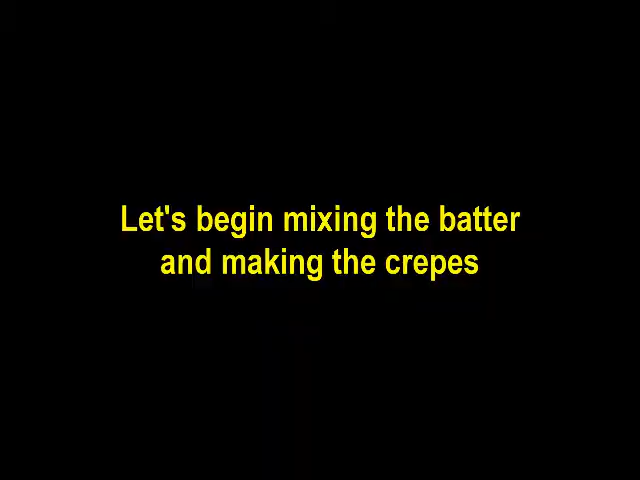 Let's begin mixing the batter
and making the crepes